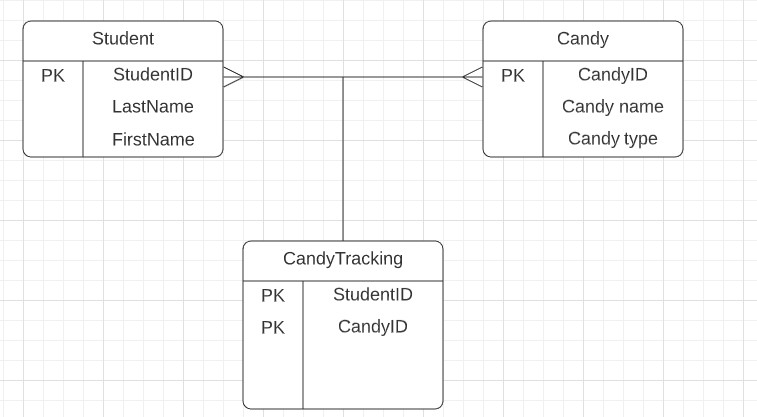 Student
PK StudentID
LastName
FirstName
Candy
PK CandyID
Candy name
Candy type
CandyTracking
PK StudentID
PK CandyID